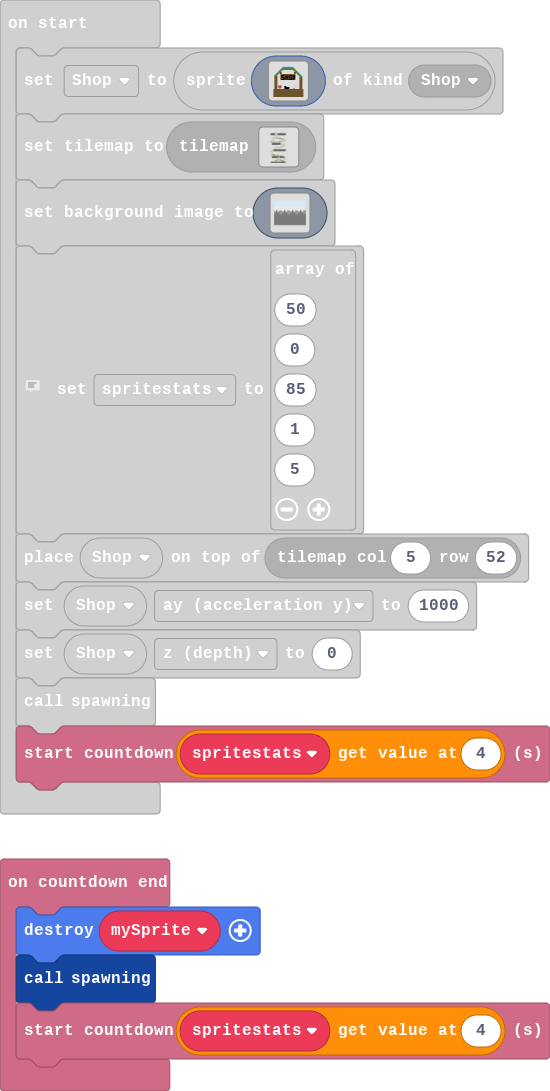 on start
set Shop to sprite of kind Shop
set tilemap to tilemap
set background image to
array of
50
0
85
1
5
set spritestats to
place Shop on top of tilemap col 5 row 52
set Shop ay (acceleration y) to 1000
set Shop z (depth) to 0
call spawning
start countdown spritestats get value at 4 (s)
on countdown end
destroy mySprite
call spawning
start countdown spritestats get value at 4 (s)